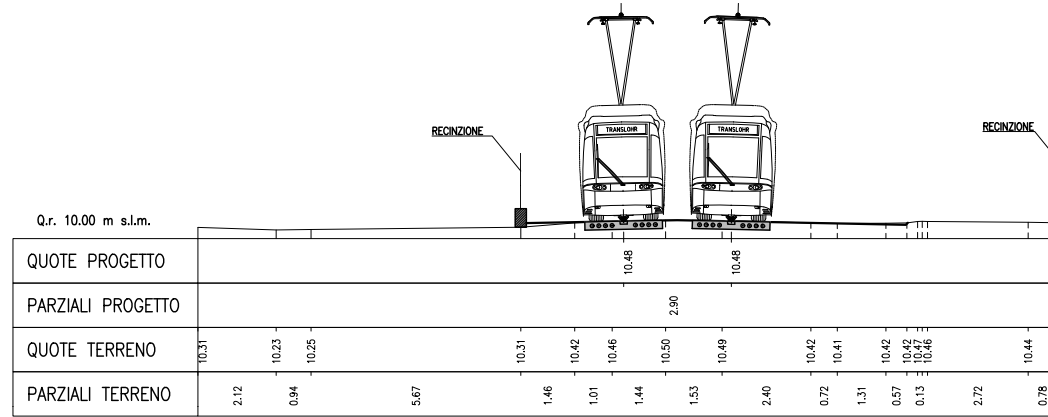 RECINZIONE
RECINZIONE
TRANSLOHR TRANSLOHR
Q.r. 10.00 m s.l.m.
QUOTE PROGETTO 10.48 10.48
PARZIALI PROGETTO 2.90
QUOTE TERRENO 10.31 10.23 10.25 10.31 10.42 10.46 10.50 10.49 10.42 10.41 10.42 10.42 10.47 10.46 10.44
PARZIALI TERRENO 2.12 0.94 5.67 1.46 1.01 1.44 1.53 2.40 0.72 1.31 0.57 0.13 2.72 0.78